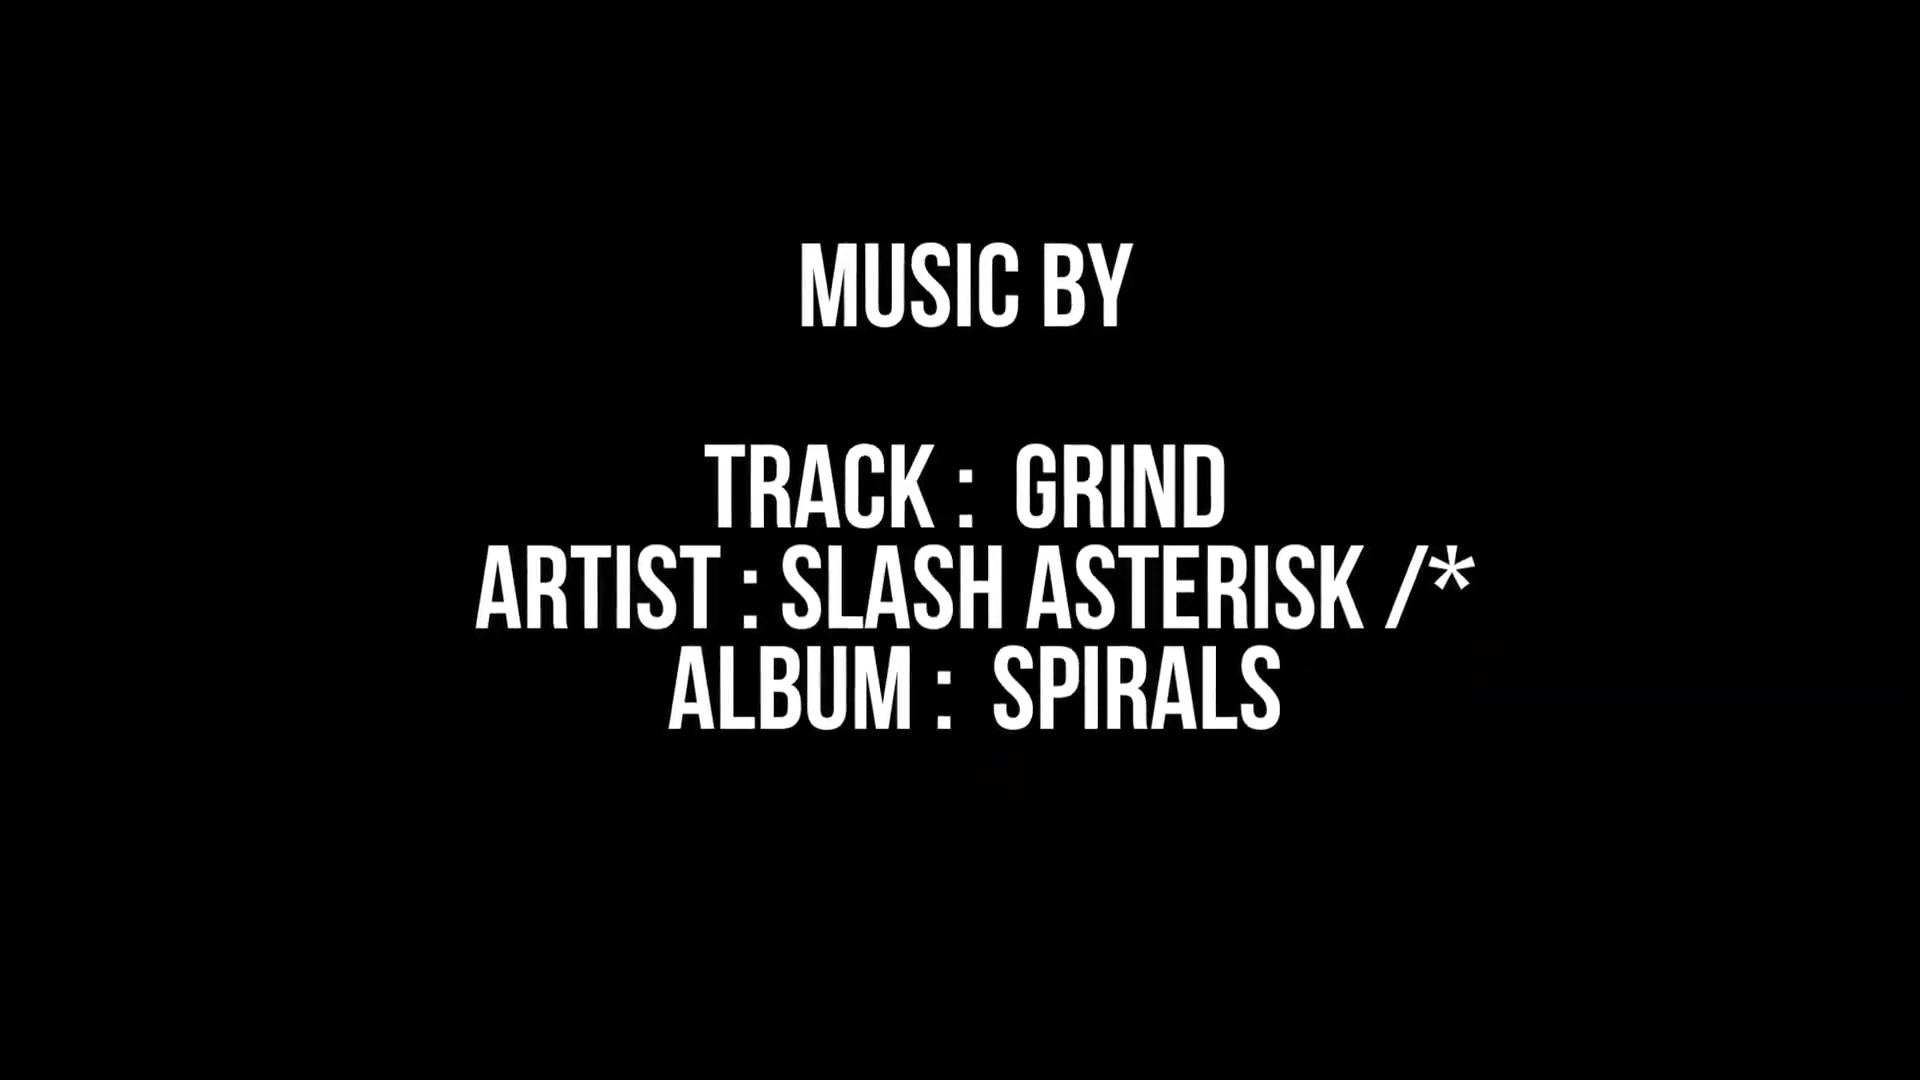 MUSIC BY
TRACK : GRIND
ARTIST : SLASH ASTERISK /*
ALBUM : SPIRALS